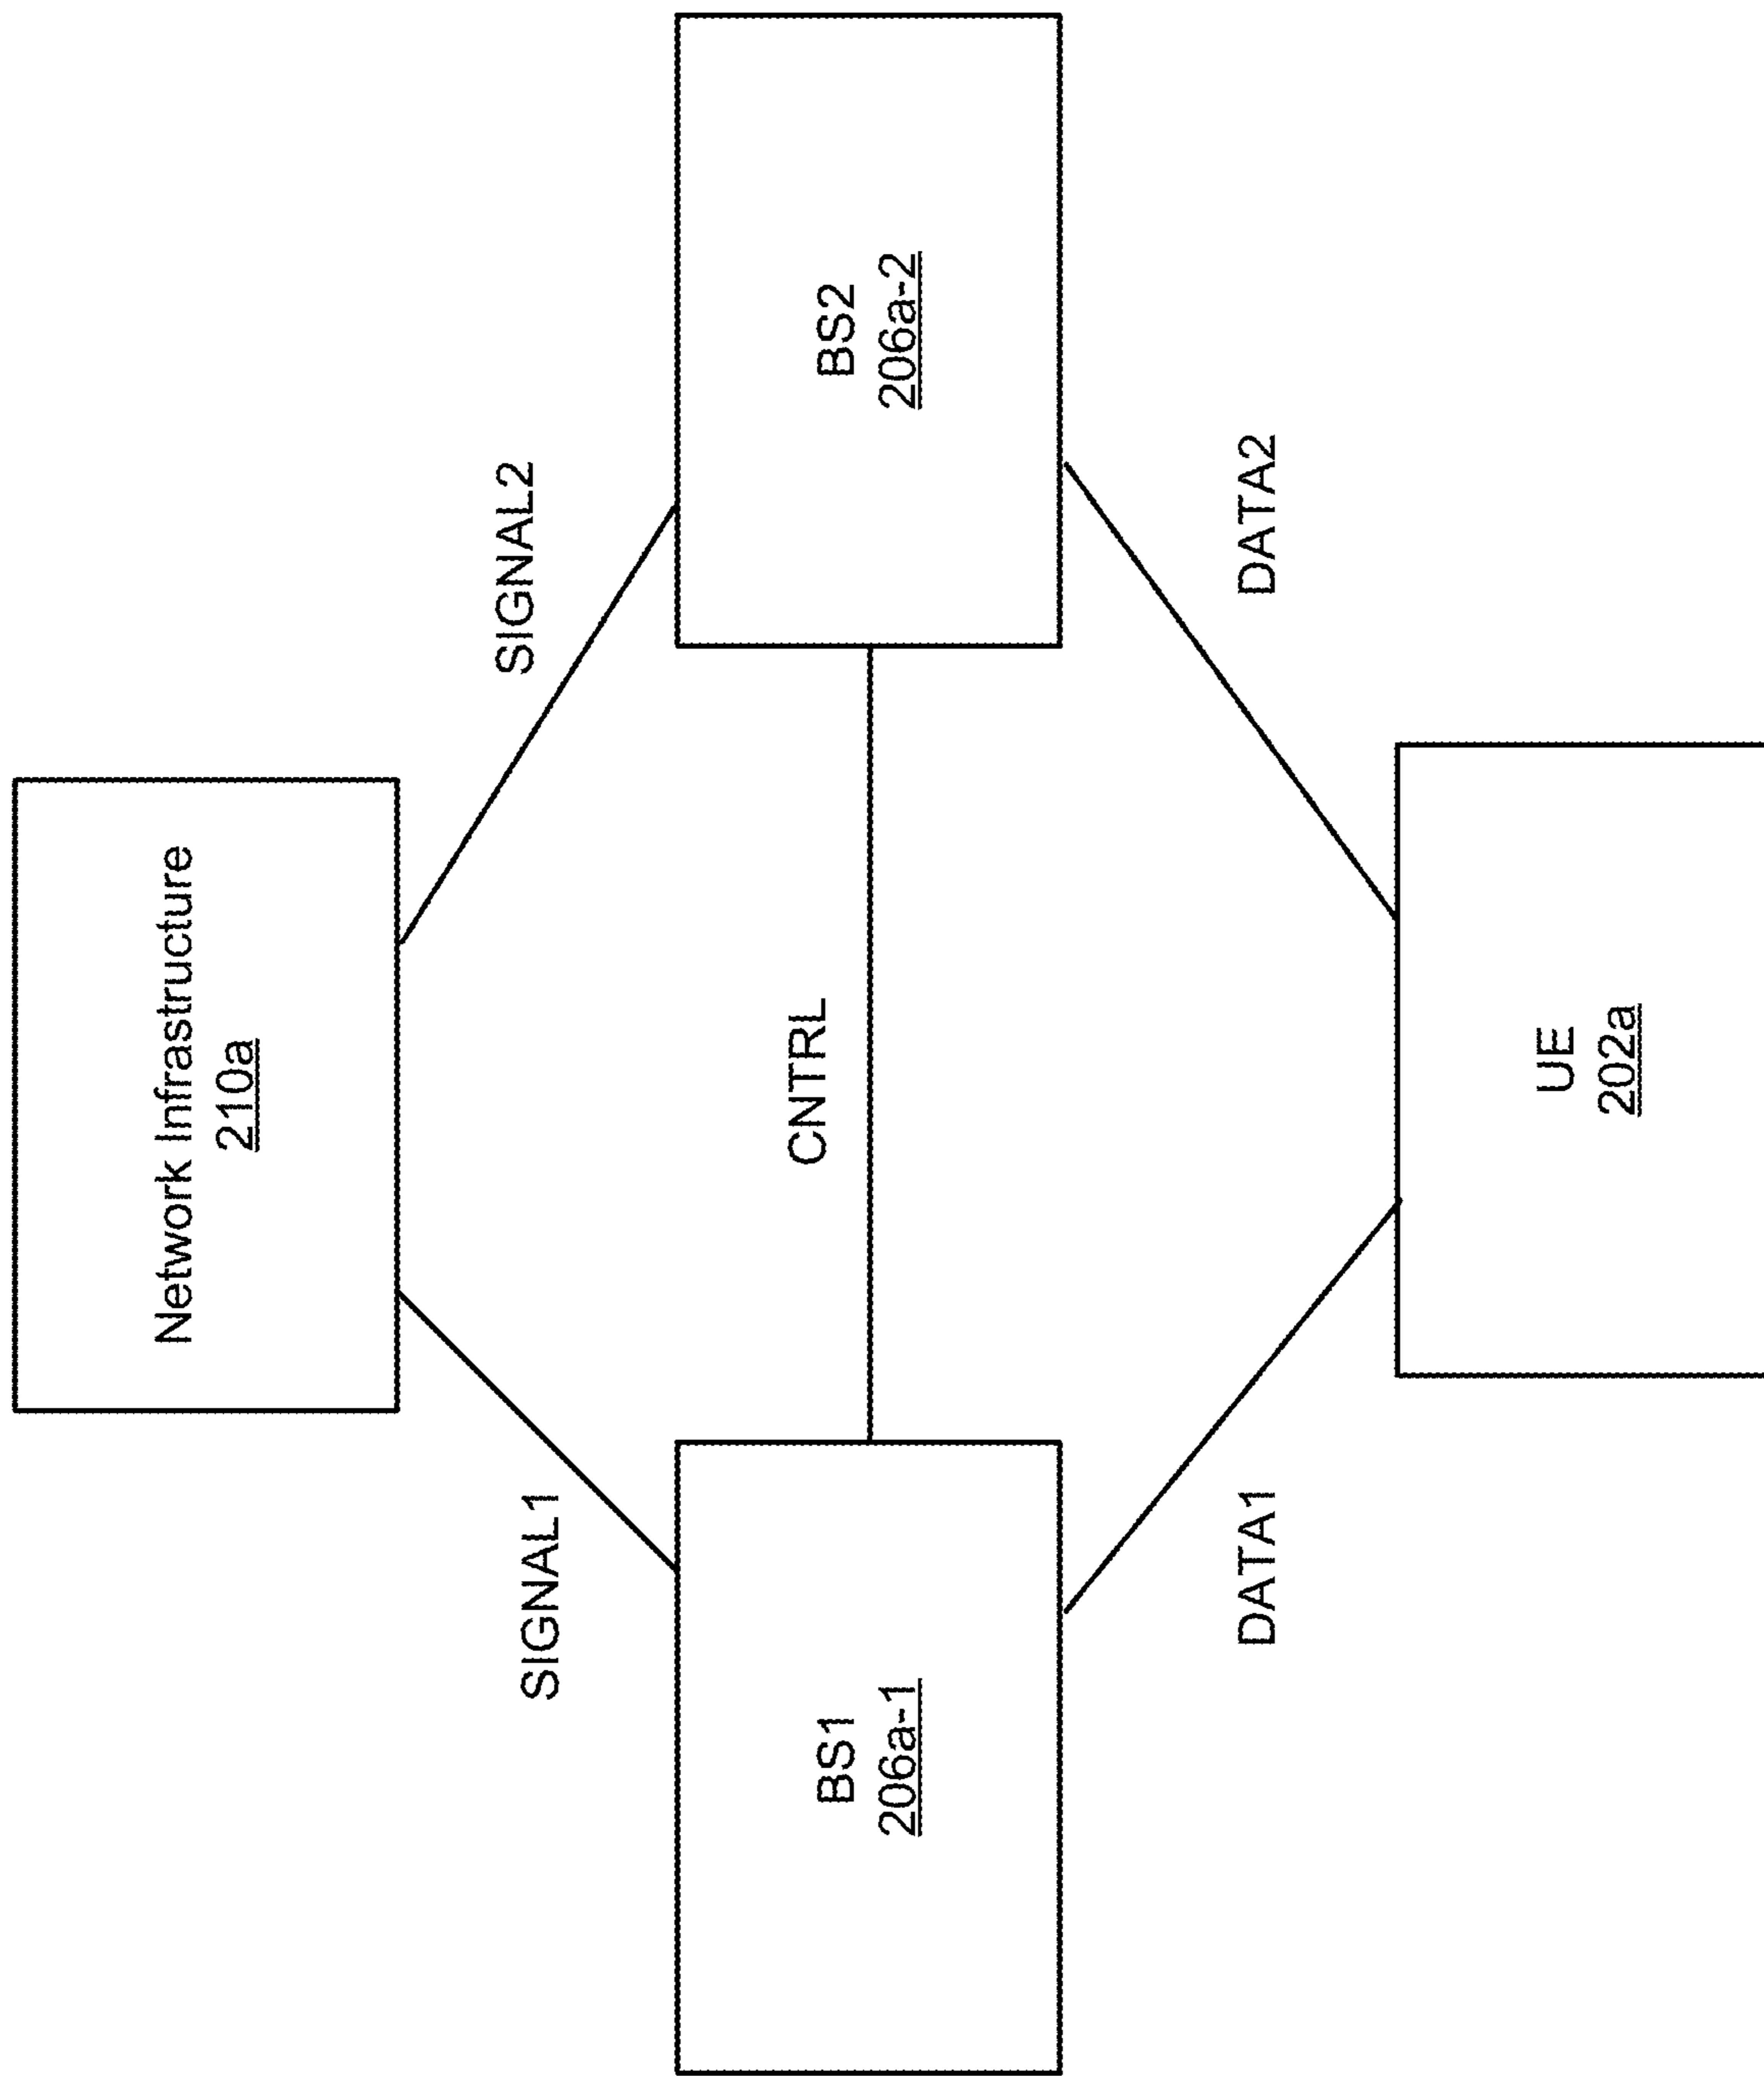 Network Infrastructure
210a
SIGNAL1
SIGNAL2
BS1
206a-1
CNTRL
BS2
206a-2
DATA1
DATA2
UE
202a